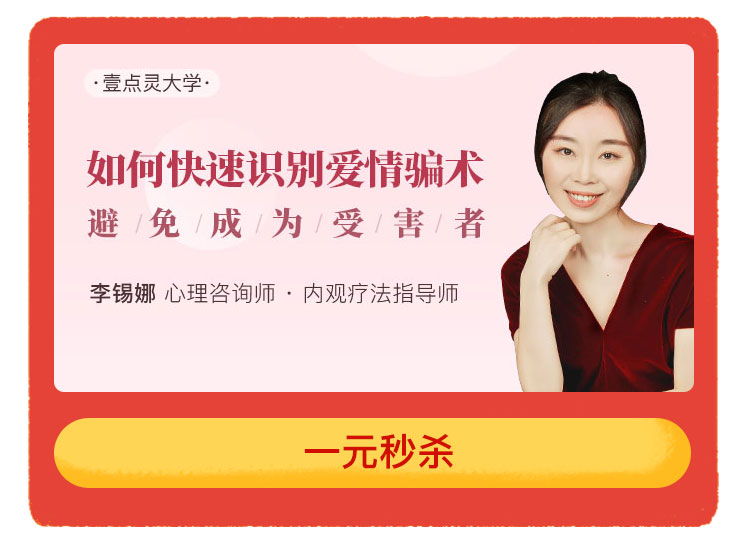 ·壹点灵大学·
如何快速识别爱情骗术
避/免/成/为/受/害/者
李锡娜 心理咨询师 · 内观疗法指导师
一元秒杀